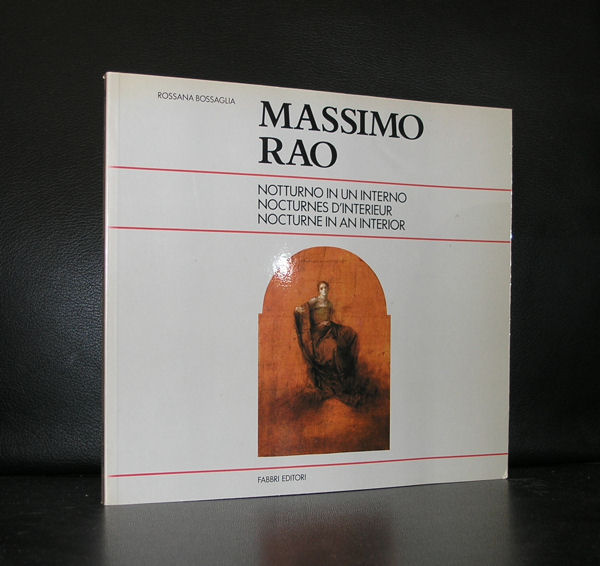 ROSSANA BOSSAGLIA
MASSIMO
RAO
NOTTURNO IN UN INTERNO
NOCTURNES D'INTERIEUR
NOCTURNE IN AN INTERIOR
FABBRI EDITORI